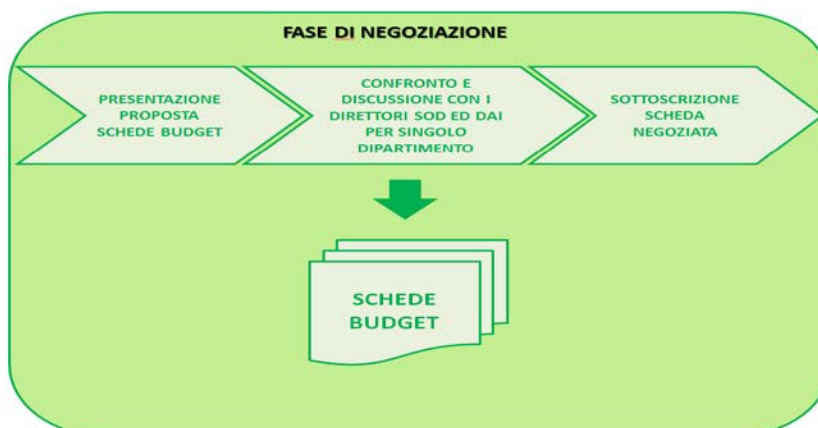 FASE DI NEGOZIAZIONE
PRESENTAZIONE
PROPOSTA
SCHEDE BUDGET
CONFRONTO E
DISCUSSIONE CON I
DIRETTORI SOD ED DAI
PER SINGOLO
DIPARTIMENTO
SOTTOSCRIZIONE
SCHEDA
NEGOZIATA
SCHEDE
BUDGET